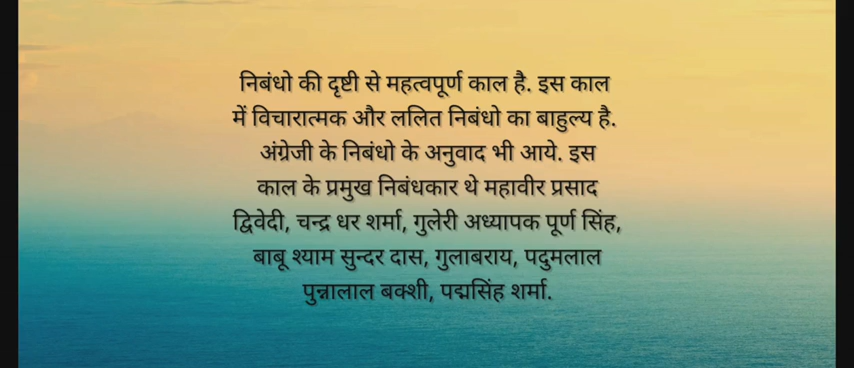 निबंधो की दृष्टी से महत्वपूर्ण काल है. इस काल
में विचारात्मक और ललित निबंधो का बाहुल्य है.
अंग्रेजी के निबंधो के अनुवाद भी आये. इस
काल के प्रमुख निबंधकार थे महावीर प्रसाद
द्विवेदी, चन्द्र धर शर्मा, गुलेरी अध्यापक पूर्ण सिंह,
बाबू श्याम सुन्दर दास, गुलाबराय, पदुमलाल
पुन्नालाल बक्शी, पद्मसिंह शर्मा.